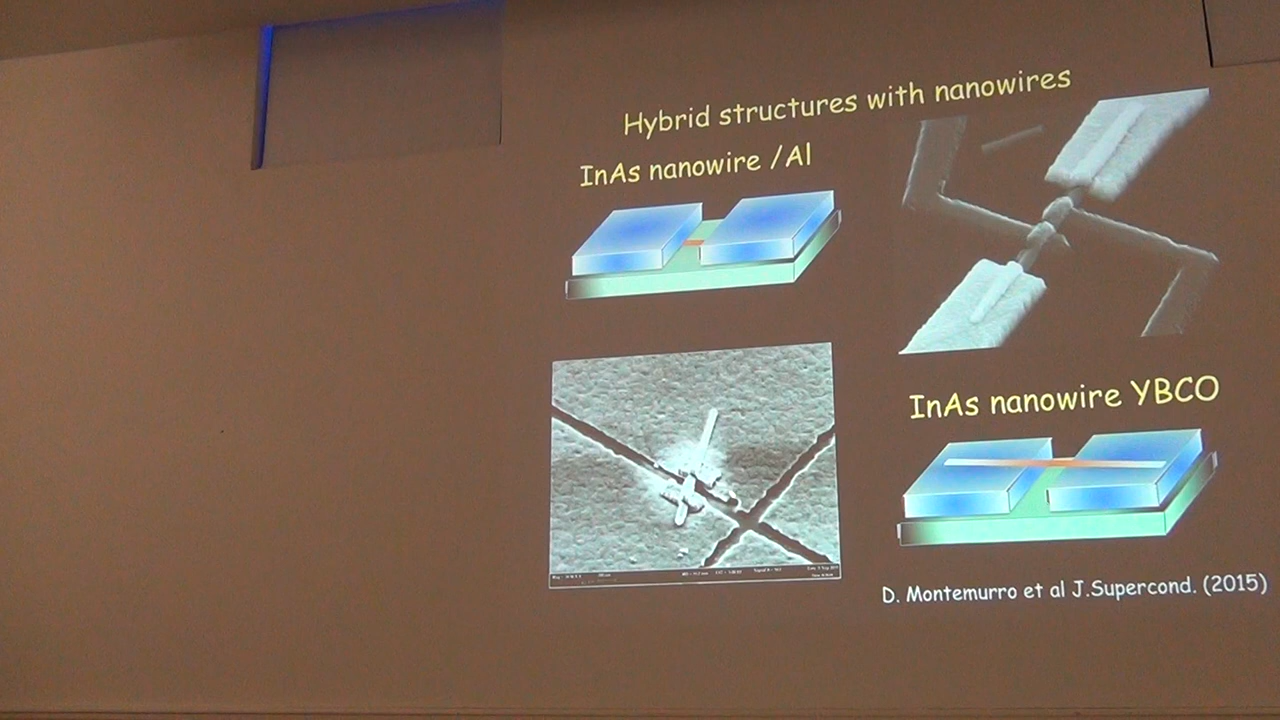 Hybrid structures with nanowires
InAs nanowire /Al
InAs nanowire YBCO
D. Montemurro et al J.Supercond. (2015)